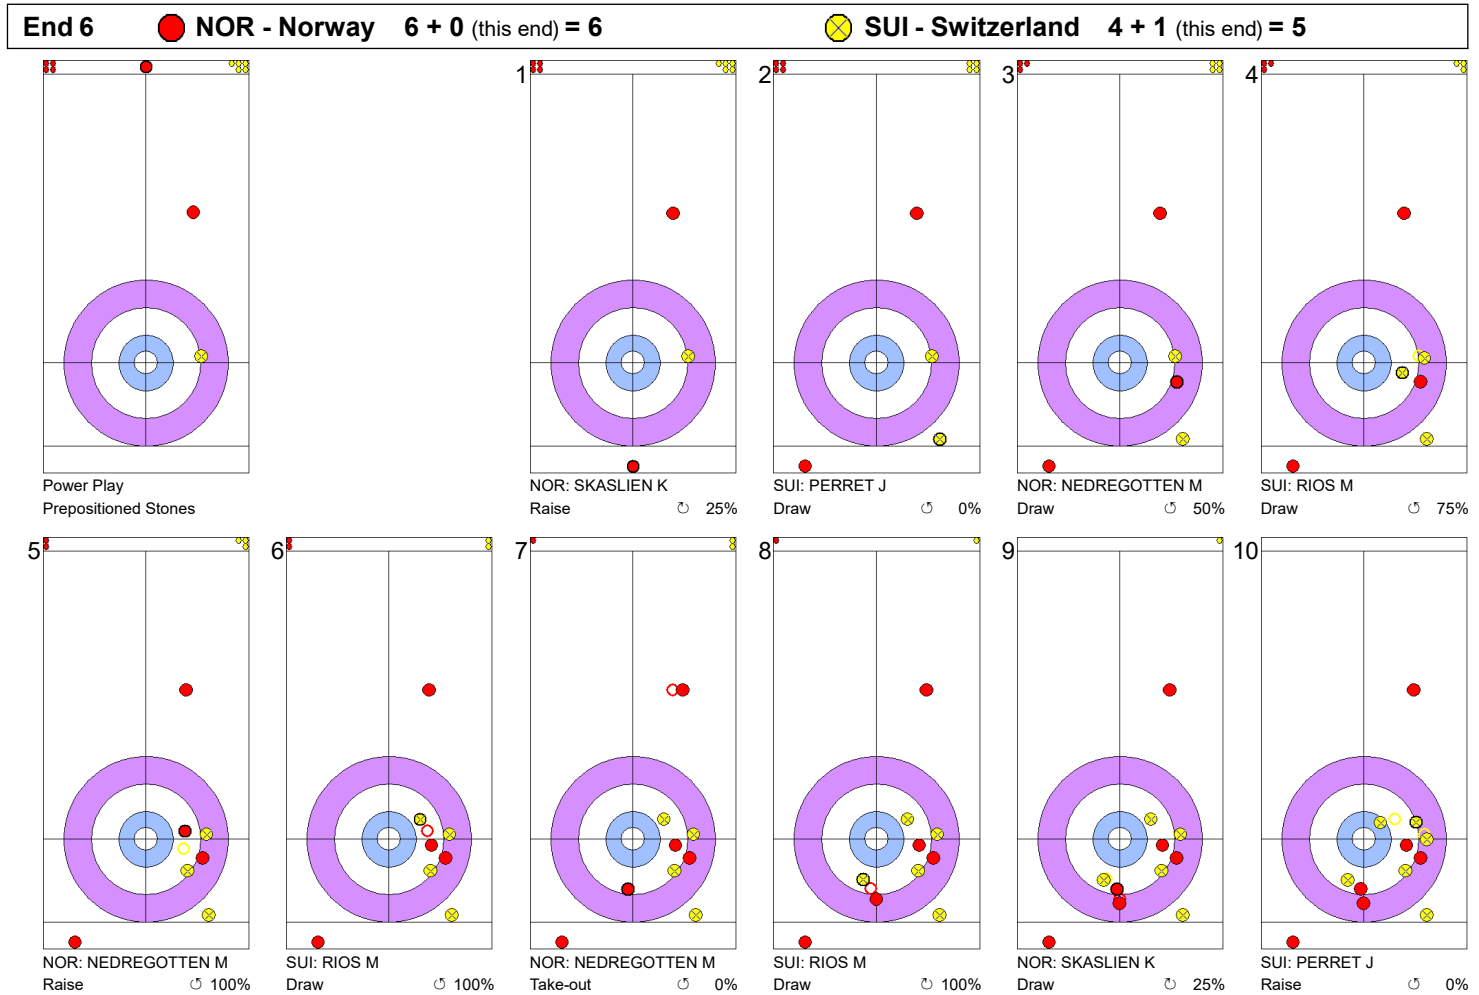 End 6 NOR - Norway 6 + 0 (this end) = 6 SUI - Switzerland 4 + 1 (this end) = 5
1 2 3 4
Power Play
Prepositioned Stones
NOR: SKASLIEN K
Raise ↻ 25%
SUI: PERRET J
Draw ↺ 0%
NOR: NEDREGOTTEN M
Draw ↺ 50%
SUI: RIOS M
Draw ↺ 75%
5 6 7 8 9 10
NOR: NEDREGOTTEN M
Raise ↺ 100%
SUI: RIOS M
Draw ↺ 100%
NOR: NEDREGOTTEN M
Take-out ↺ 0%
SUI: RIOS M
Draw ↻ 100%
NOR: SKASLIEN K
Draw ↺ 25%
SUI: PERRET J
Raise ↺ 0%